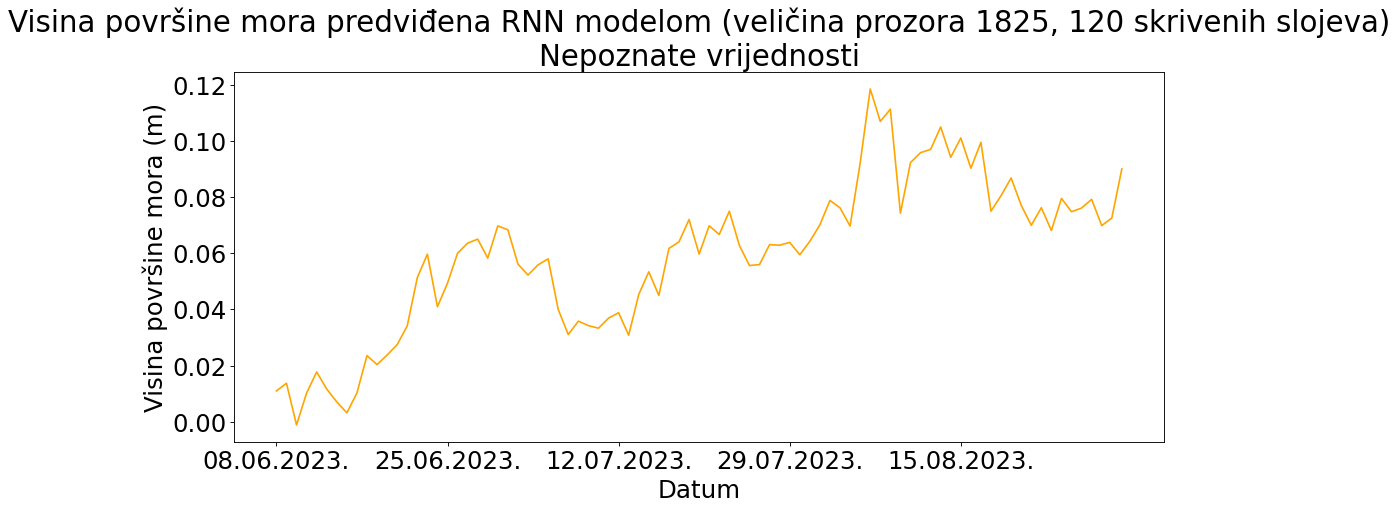 Visina površine mora predviđena RNN modelom (veličina prozora 1825, 120 skrivenih slojeva)
Nepoznate vrijednosti
Visina površine mora (m)
0.12
0.10
0.08
0.06
0.04
0.02
0.00
08.06.2023. 25.06.2023. 12.07.2023. 29.07.2023. 15.08.2023.
Datum